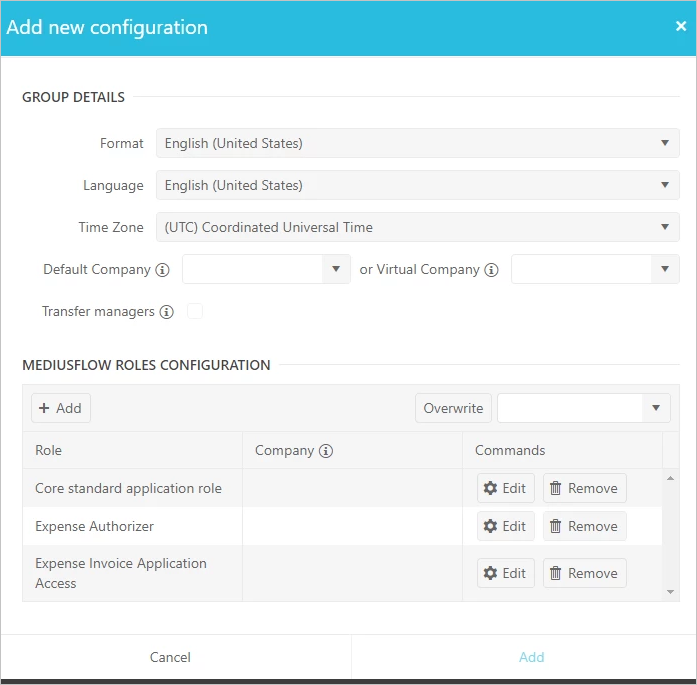 Add new configuration
GROUP DETAILS
Format English (United States)
Language English (United States)
Time Zone (UTC) Coordinated Universal Time
Default Company or Virtual Company
Transfer managers
MEDIUSFLOW ROLES CONFIGURATION
Add Overwrite
Role Company Commands
Core standard application role Edit Remove
Expense Authorizer Edit Remove
Expense Invoice Application
Access Edit Remove
Cancel Add